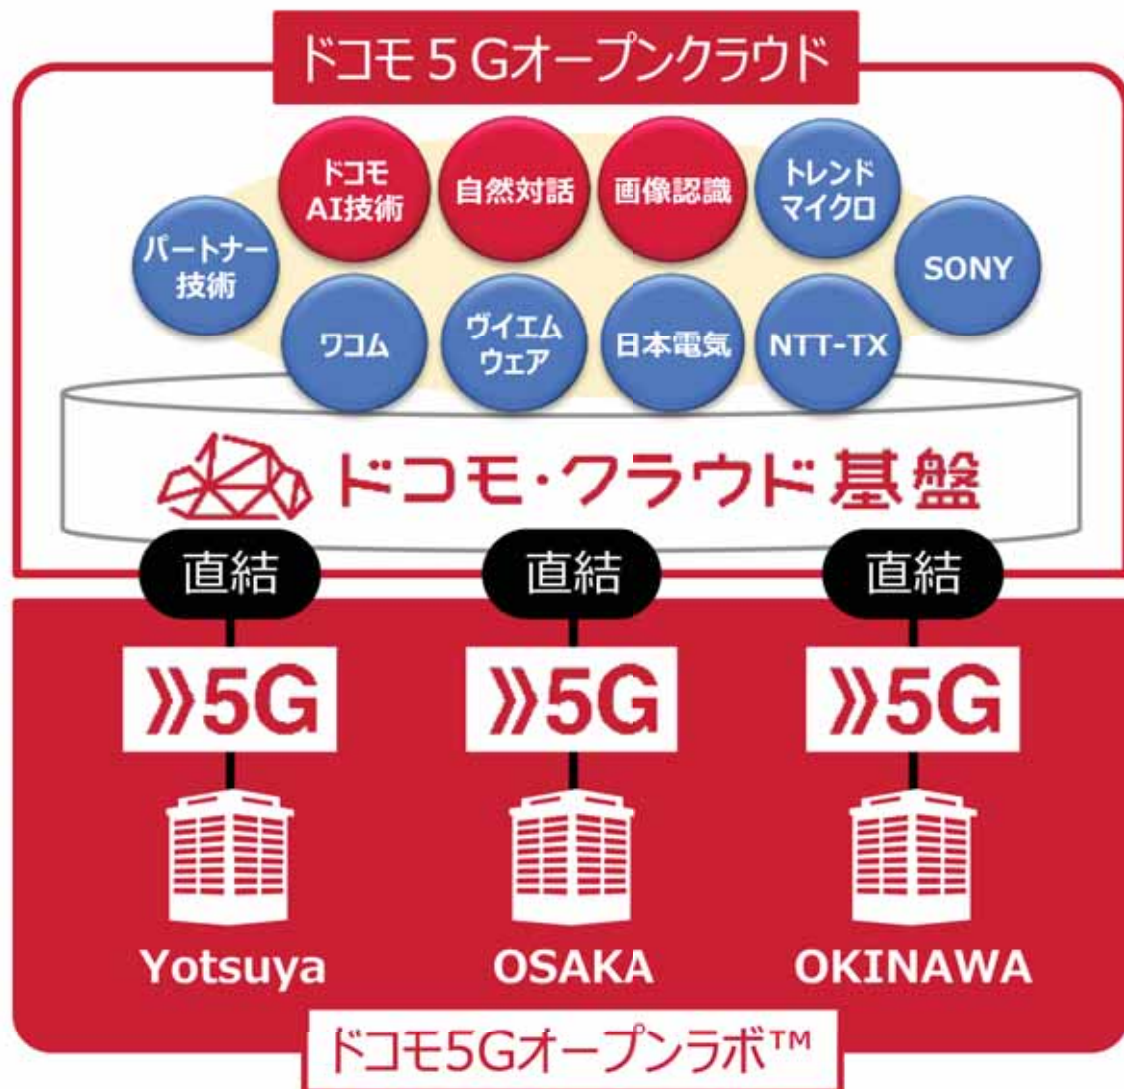 ドコモ5Gオープンクラウド
ドコモ
AI技術
自然対話
画像認識
トレンド
マイクロ
パートナー
技術
SONY
ワコム
ヴイエム
ウェア
日本電気
NTT-TX
ドコモ・クラウド基盤
直結
直結
直結
5G
5G
5G
Yotsuya
OSAKA
OKINAWA
ドコモ5Gオープンラボ™